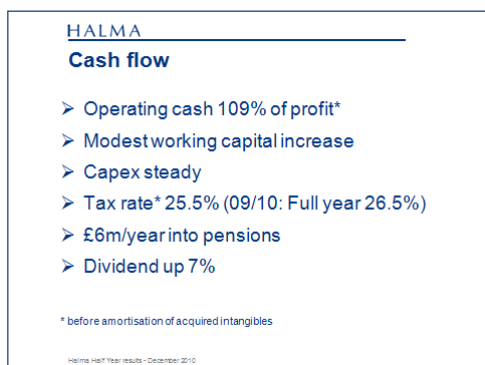 HALMA
Cash flow
➢ Operating cash 109% of profit*
➢ Modest working capital increase
➢ Capex steady
➢ Tax rate* 25.5% (09/10: Full year 26.5%)
➢ £6m/year into pensions
➢ Dividend up 7%
* before amortisation of acquired intangibles
Halma Half Year results - December 2010